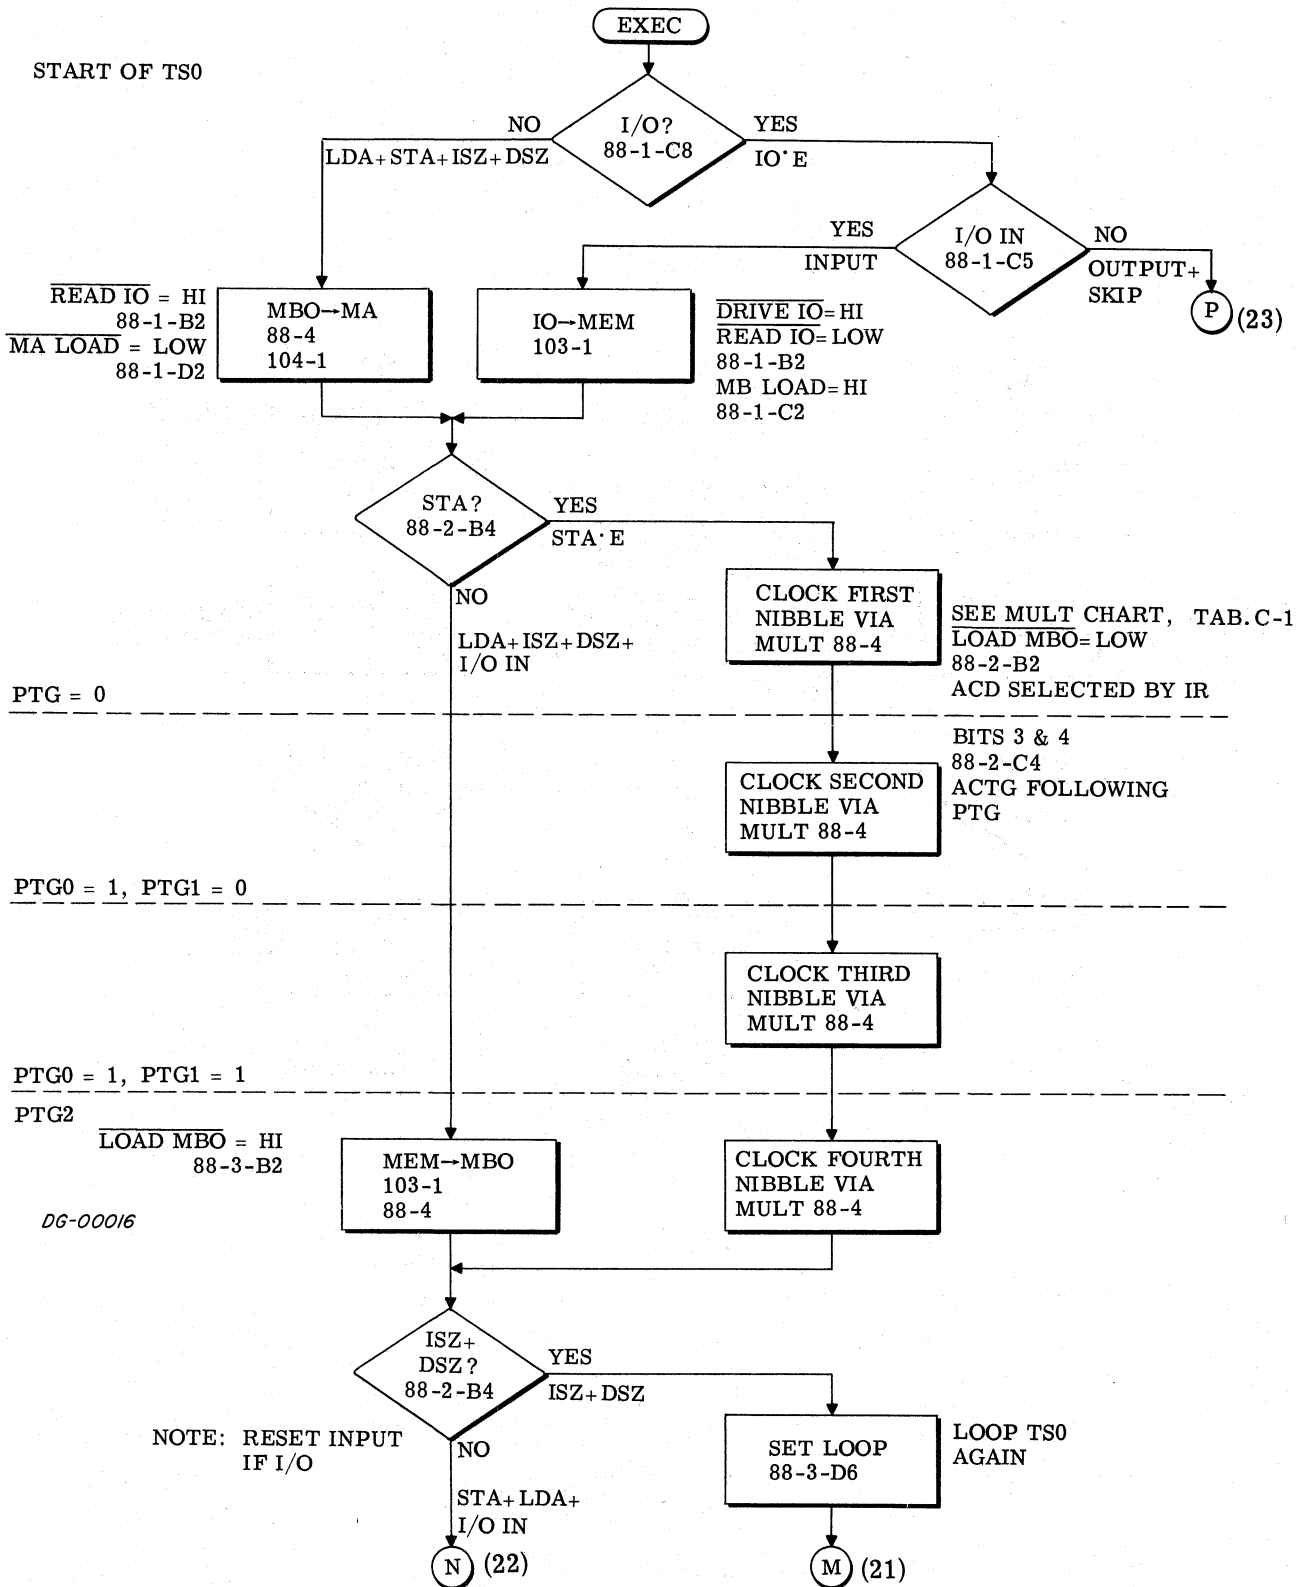 EXEC
START OF TS0
NO
I/O?
88-1-C8
YES
LDA+STA+ISZ+DSZ
IO·E
YES
INPUT
I/O IN
88-1-C5
NO
OUTPUT+
SKIP
P (23)
READ IO = HI
88-1-B2
MA LOAD = LOW
88-1-D2
MBO→MA
88-4
104-1
IO→MEM
103-1
DRIVE IO=HI
READ IO=LOW
88-1-B2
MB LOAD=HI
88-1-C2
STA?
88-2-B4
YES
STA·E
NO
LDA+ISZ+DSZ+
I/O IN
CLOCK FIRST
NIBBLE VIA
MULT 88-4
SEE MULT CHART, TAB.C-1
LOAD MBO=LOW
88-2-B2
ACD SELECTED BY IR
PTG = 0
BITS 3 & 4
88-2-C4
ACTG FOLLOWING
PTG
CLOCK SECOND
NIBBLE VIA
MULT 88-4
PTG0 = 1, PTG1 = 0
CLOCK THIRD
NIBBLE VIA
MULT 88-4
PTG0 = 1, PTG1 = 1
PTG2
LOAD MBO = HI
88-3-B2
MEM→MBO
103-1
88-4
CLOCK FOURTH
NIBBLE VIA
MULT 88-4
DG-00016
ISZ+
DSZ?
88-2-B4
YES
ISZ+DSZ
NOTE: RESET INPUT
IF I/O
NO
STA+LDA+
I/O IN
SET LOOP
88-3-D6
LOOP TS0
AGAIN
N (22)
M (21)